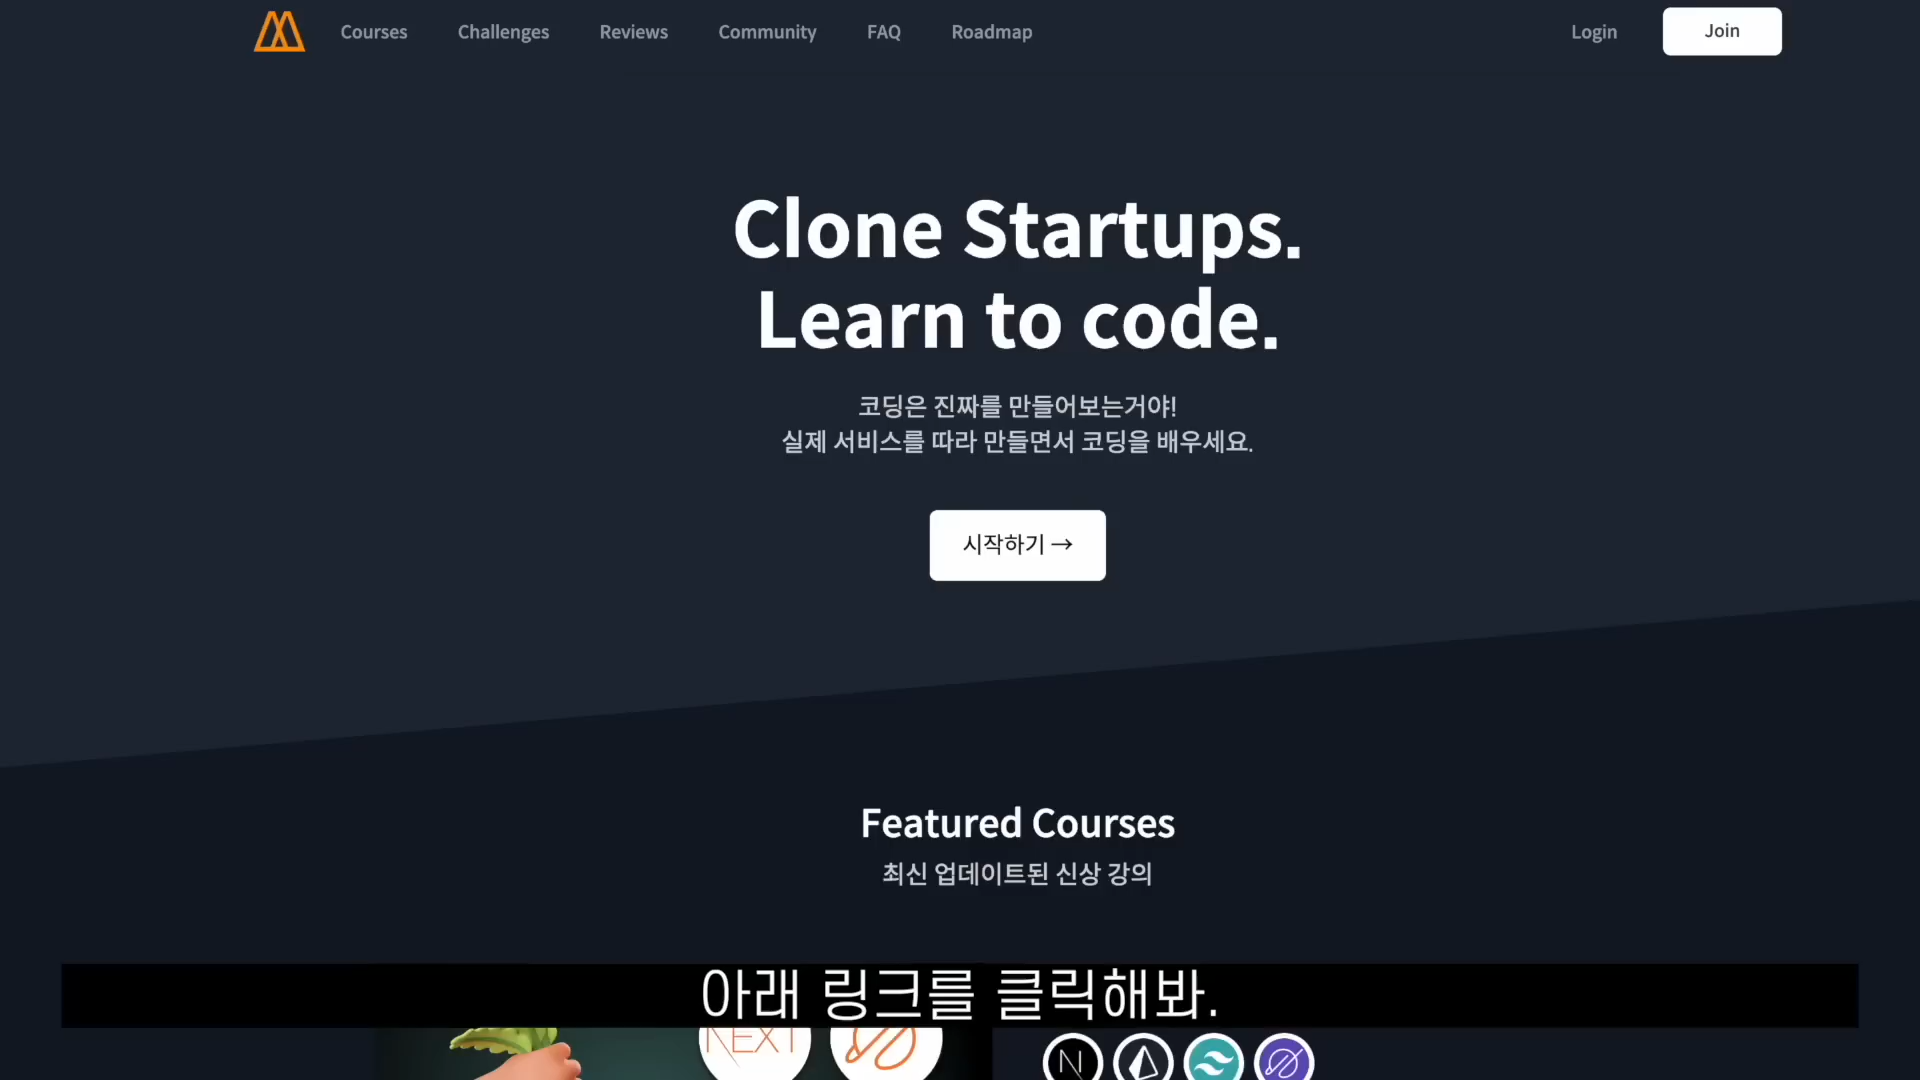 Courses
Challenges
Reviews
Community
FAQ
Roadmap
Login
Join
Clone Startups.
Learn to code.
코딩은 진짜를 만들어보는거야!
실제 서비스를 따라 만들면서 코딩을 배우세요.
시작하기 →
Featured Courses
최신 업데이트된 신상 강의
아래 링크를 클릭해봐.
NEXT
N